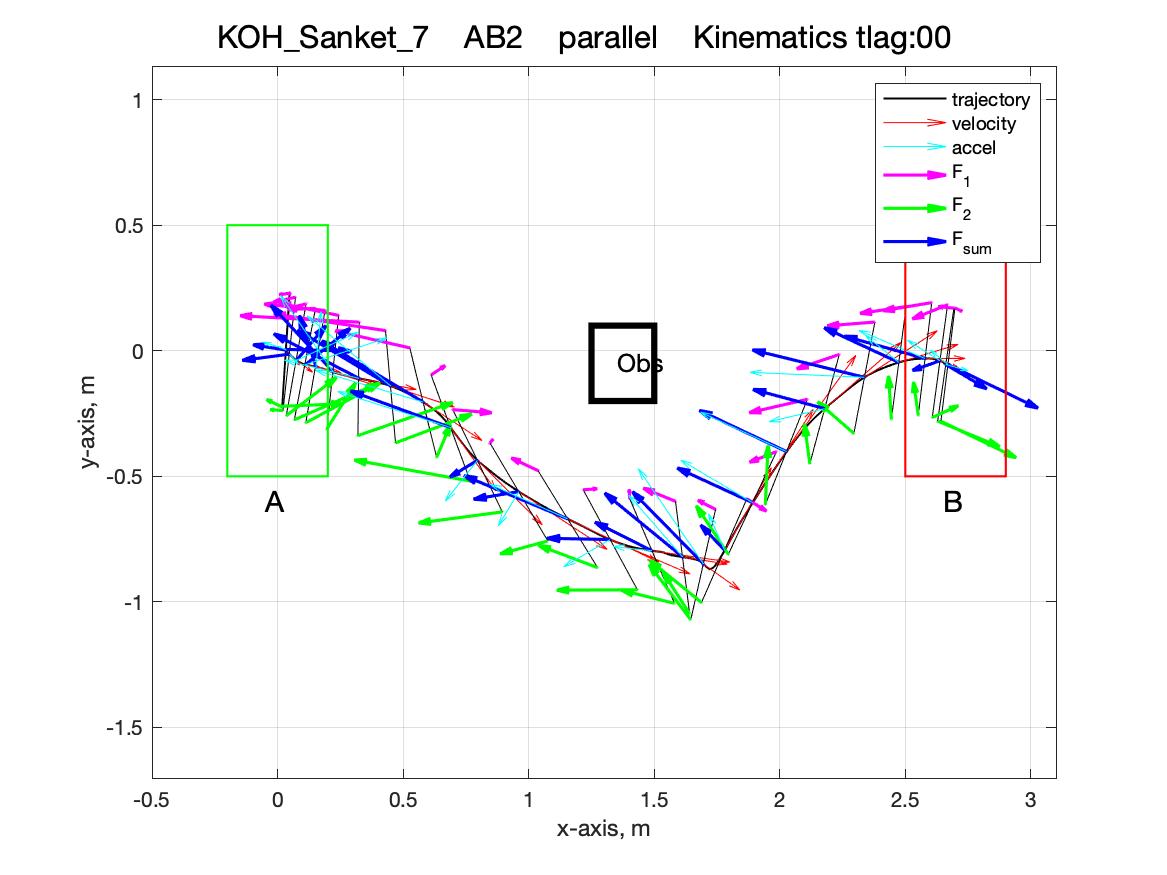 KOH_Sanket_7 AB2 parallel Kinematics tlag:00
trajectory
velocity
accel
F1
F2
Fsum
1
0.5
0
-0.5
-1
-1.5
y-axis, m
Obs
A
B
-0.5 0 0.5 1 1.5 2 2.5 3
x-axis, m